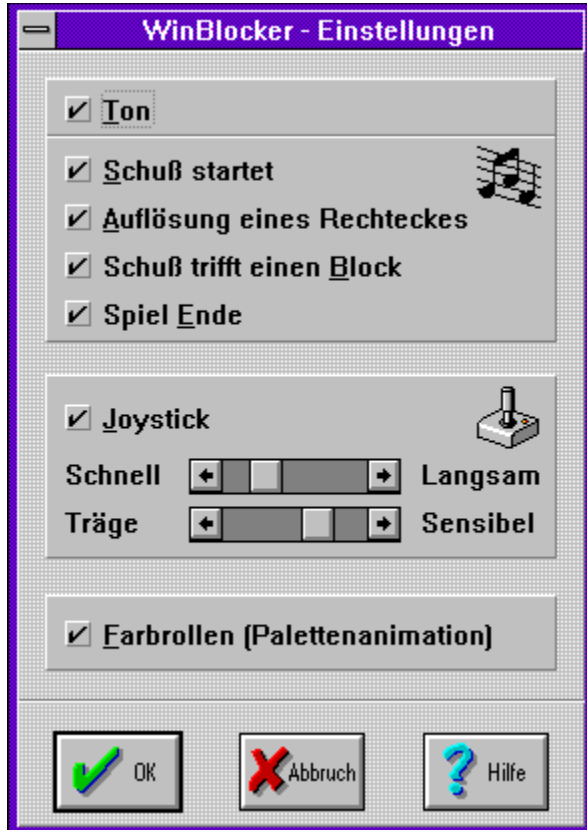 WinBlocker - Einstellungen
Ton
Schuß startet
Auflösung eines Rechteckes
Schuß trifft einen Block
Spiel Ende
Joystick
Schnell Langsam
Träge Sensibel
Farbrollen (Palettenanimation)
OK Abbruch Hilfe